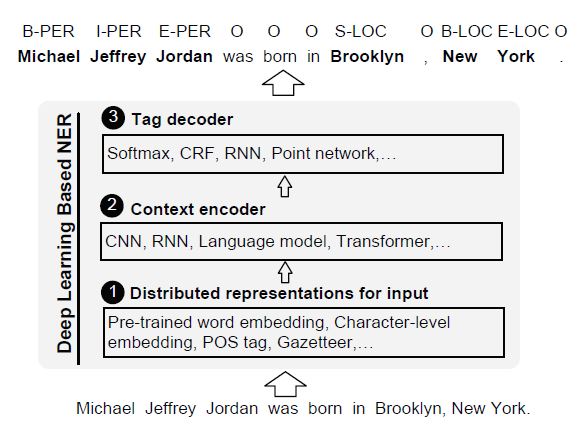 B-PER I-PER E-PER O O O S-LOC O B-LOC E-LOC O
Michael Jeffrey Jordan was born in Brooklyn , New York .
Deep Learning Based NER
3 Tag decoder
Softmax, CRF, RNN, Point network,…
2 Context encoder
CNN, RNN, Language model, Transformer,…
1 Distributed representations for input
Pre-trained word embedding, Character-level
embedding, POS tag, Gazetteer,…
Michael Jeffrey Jordan was born in Brooklyn, New York.